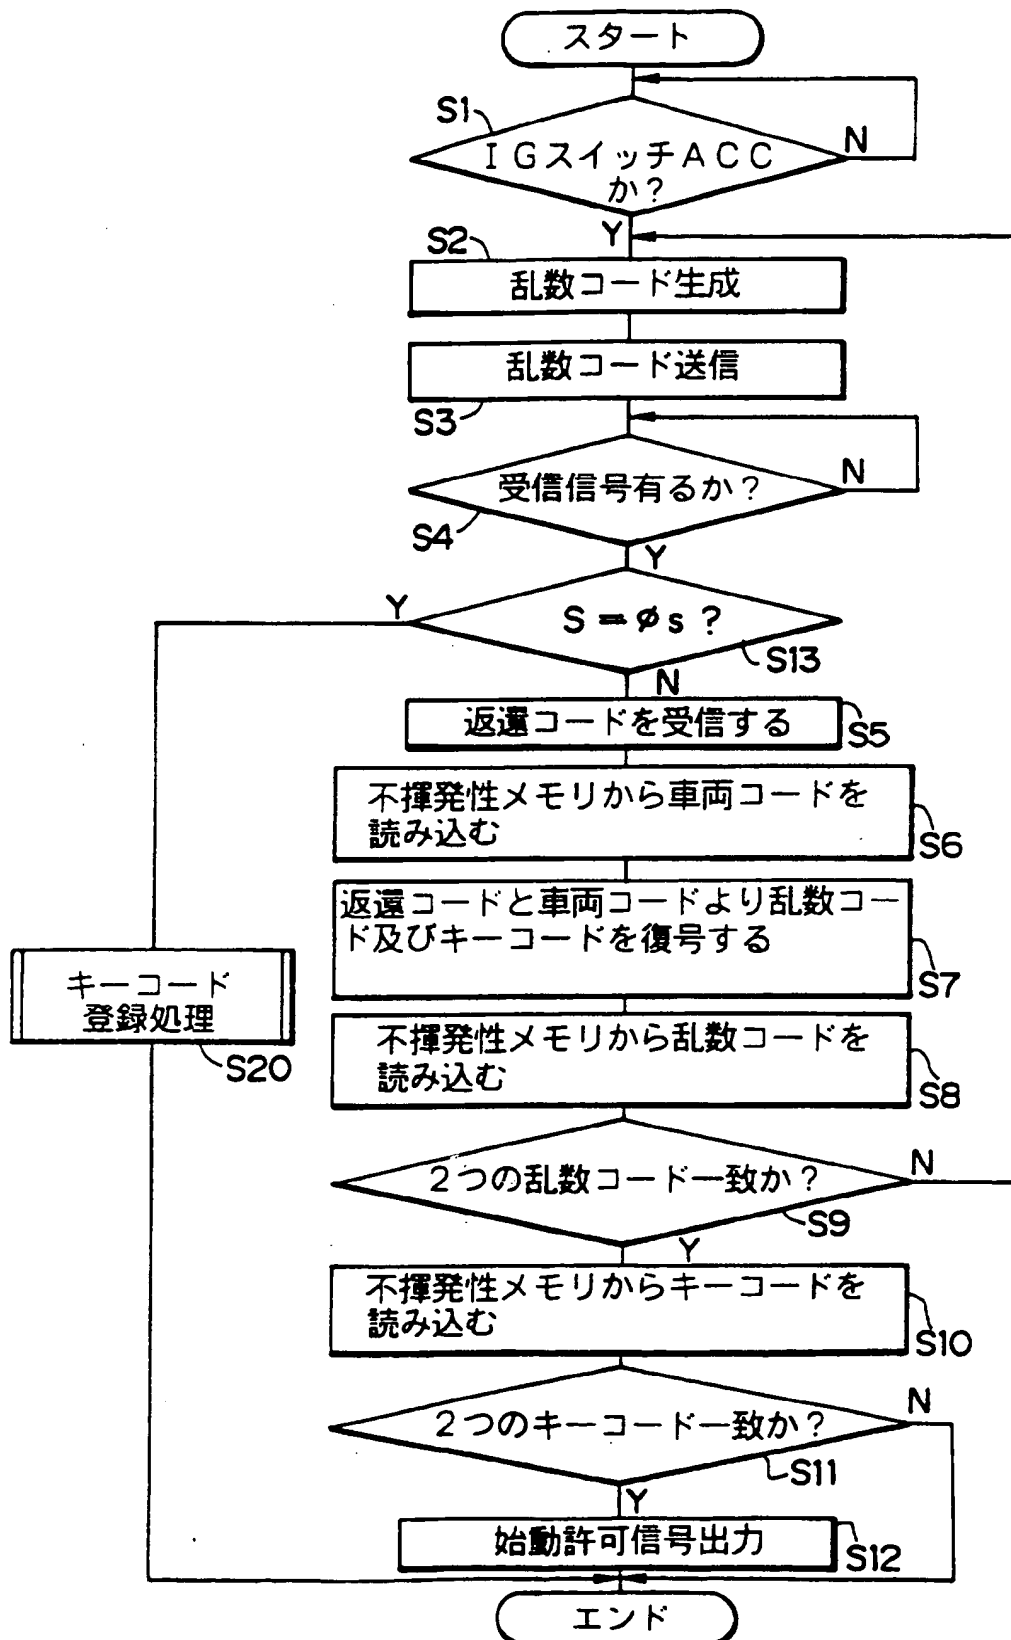 スタート
S1
IGスイッチACC
か?
N
Y
S2
乱数コード生成
乱数コード送信
S3
受信信号有るか?
N
S4
Y
Y
S=φs?
S13
N
返還コードを受信する
S5
不揮発性メモリから車両コードを
読み込む
S6
返還コードと車両コードより乱数コー
ド及びキーコードを復号する
S7
キーコード
登録処理
S20
不揮発性メモリから乱数コードを
読み込む
S8
2つの乱数コード一致か?
N
S9
Y
不揮発性メモリからキーコードを
読み込む
S10
2つのキーコード一致か?
N
S11
Y
始動許可信号出力
S12
エンド